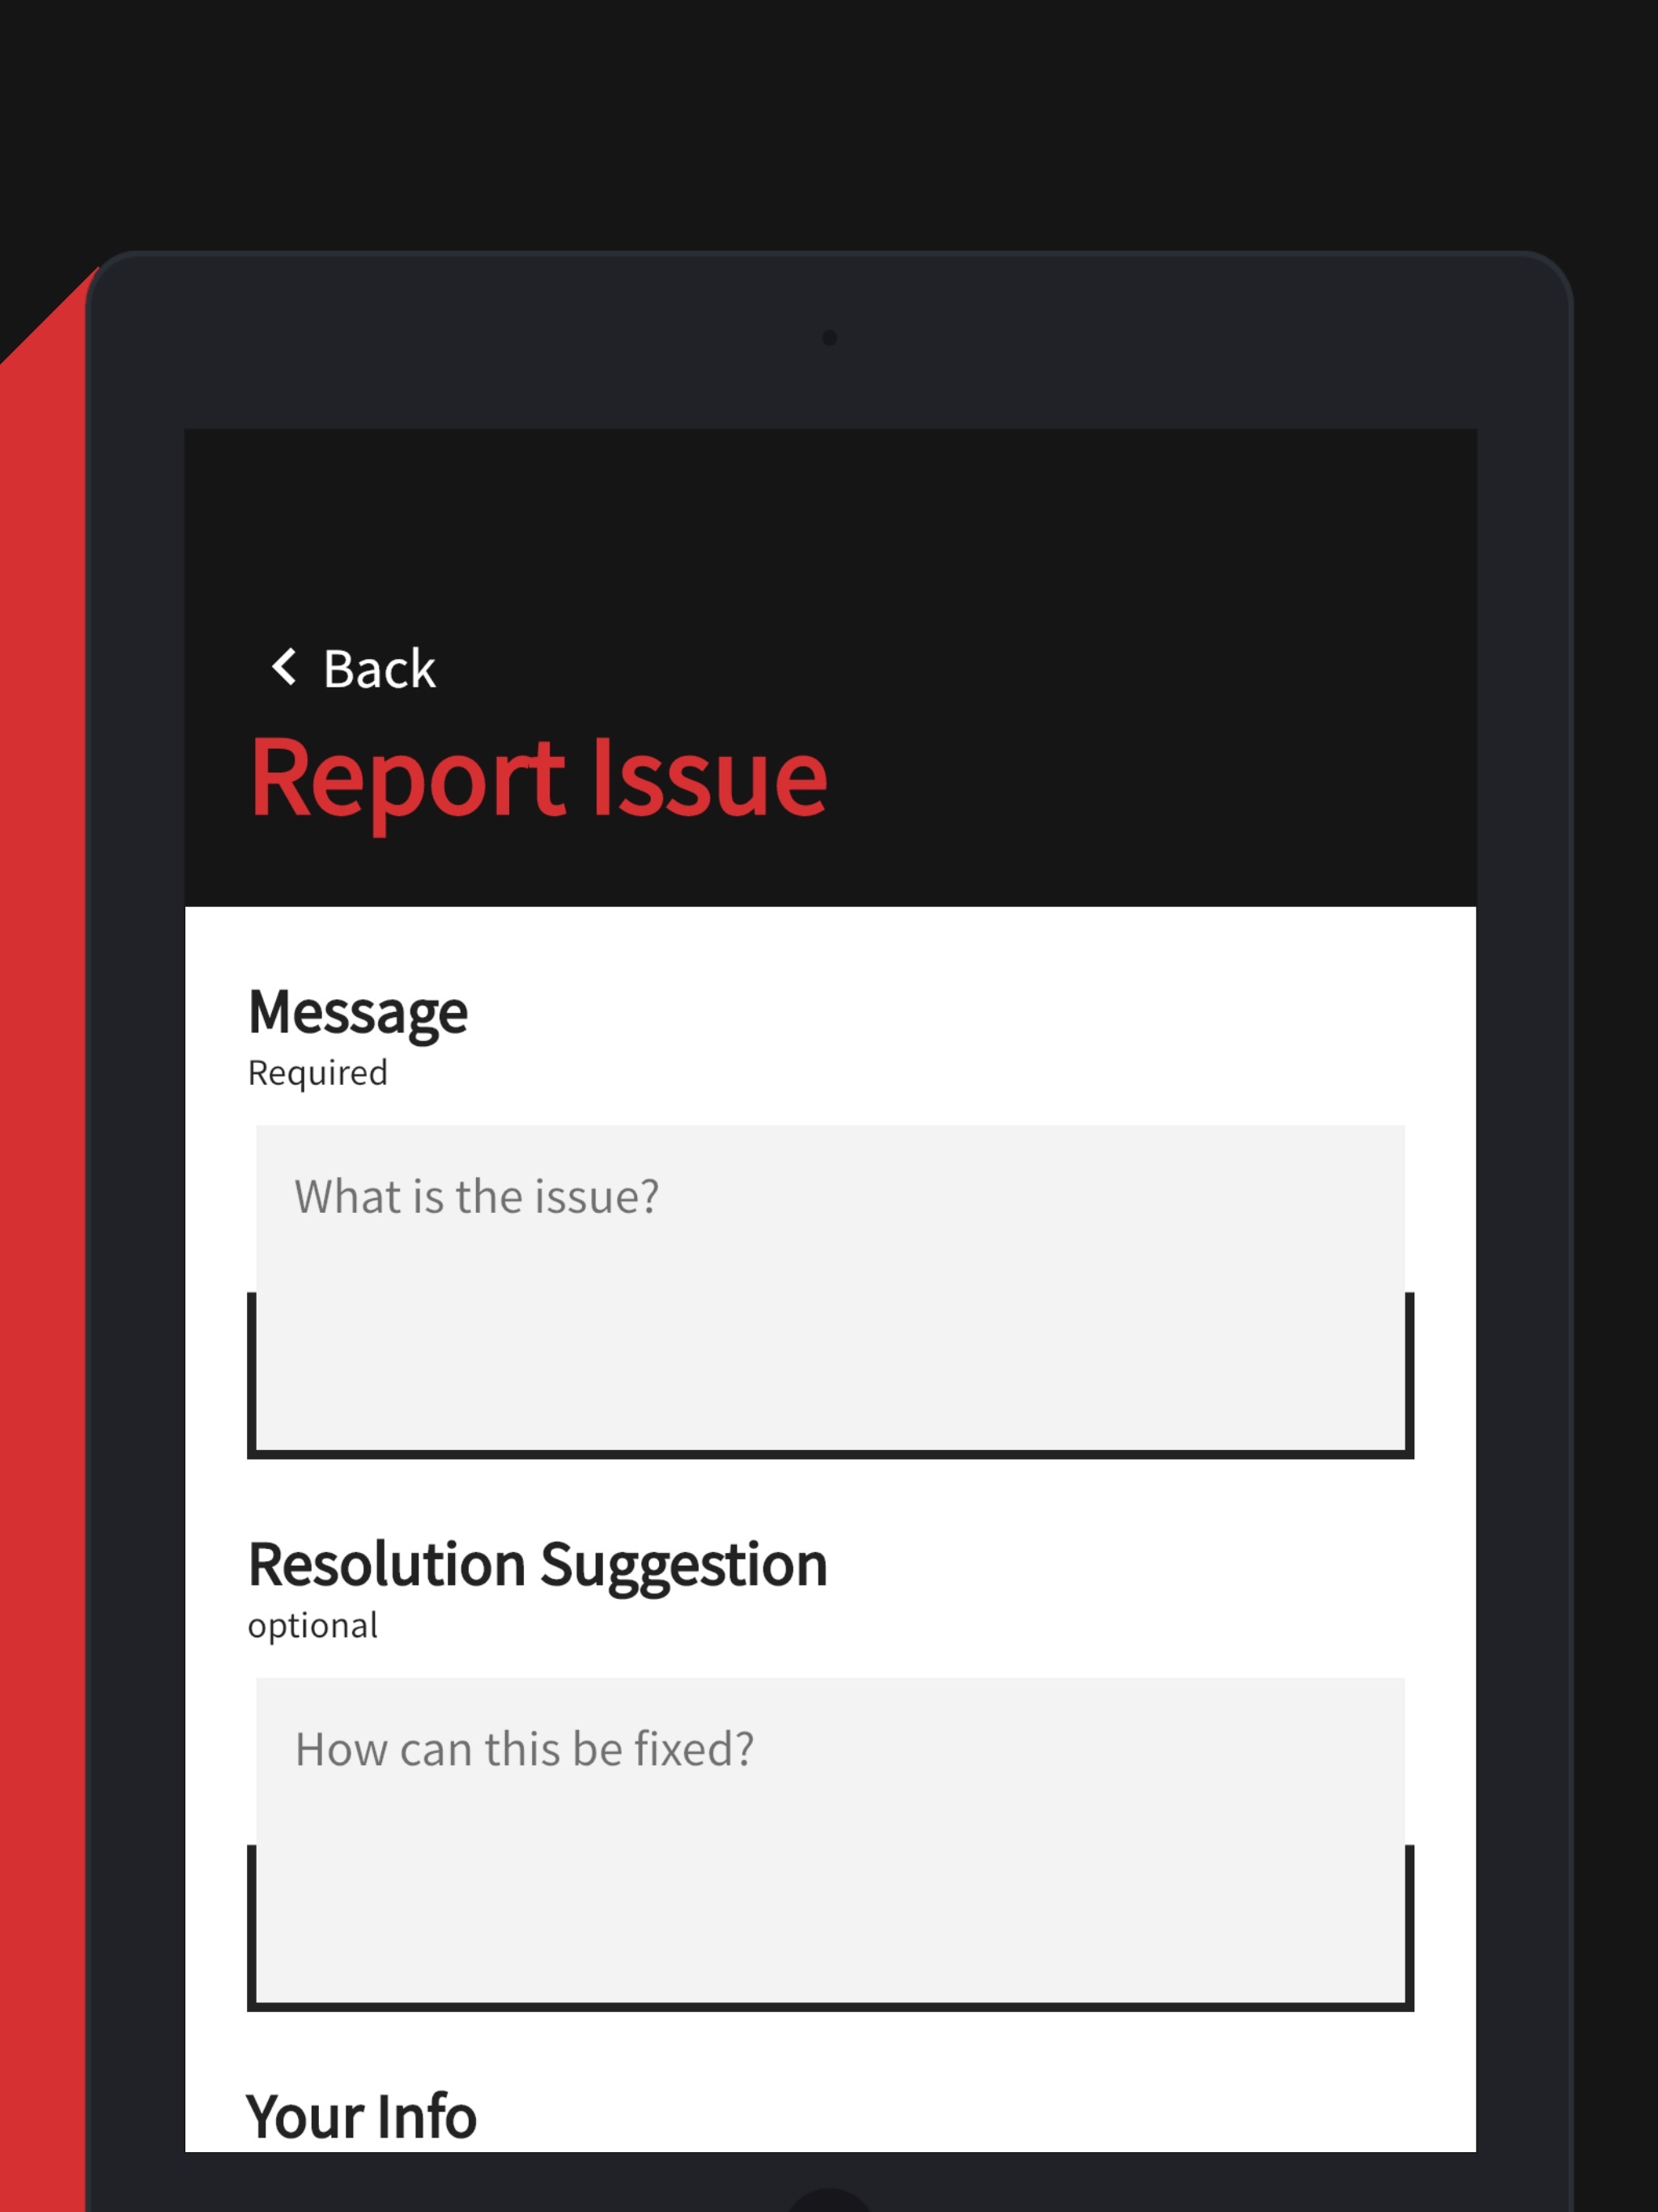 Back
Report Issue
Message
Required
What is the issue?
Resolution Suggestion
optional
How can this be fixed?
Your Info